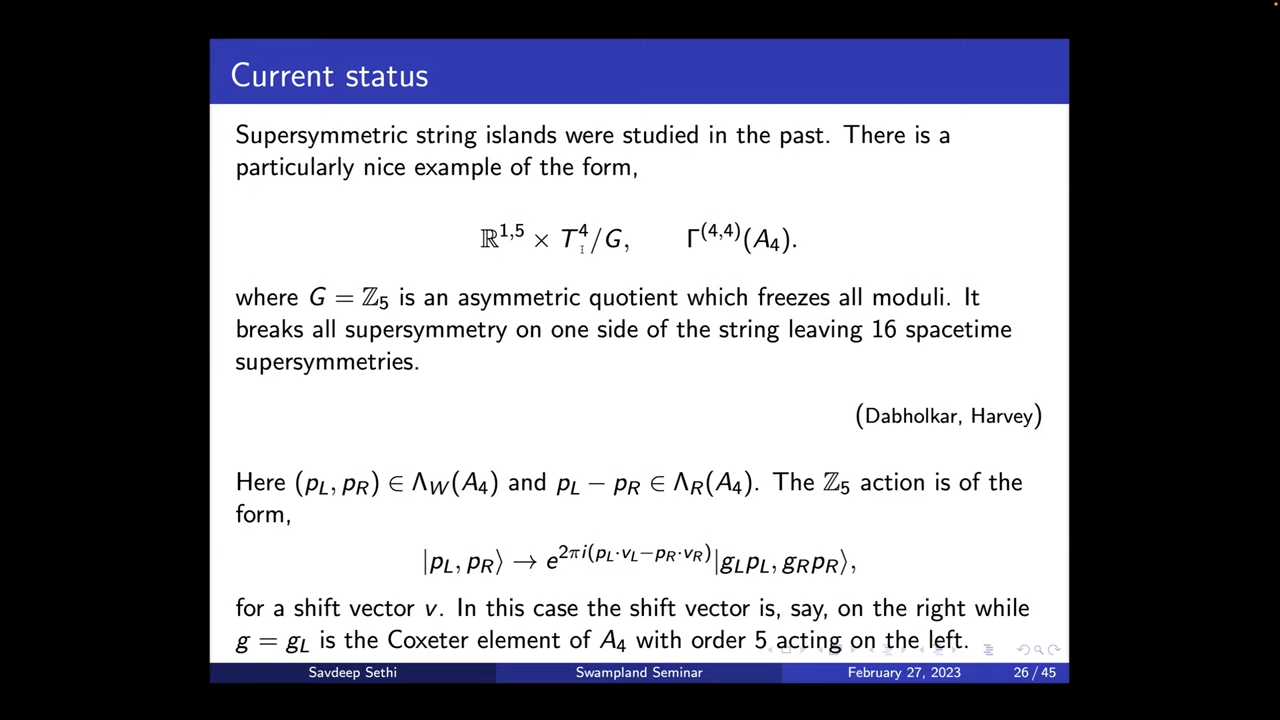 Current status
Supersymmetric string islands were studied in the past. There is a
particularly nice example of the form,
ℝ^{1,5} × T^4/G, Γ^{(4,4)}(A_4).
where G = ℤ_5 is an asymmetric quotient which freezes all moduli. It
breaks all supersymmetry on one side of the string leaving 16 spacetime
supersymmetries.
(Dabholkar, Harvey)
Here (p_L, p_R) ∈ Λ_W(A_4) and p_L − p_R ∈ Λ_R(A_4). The ℤ_5 action is of the
form,
|p_L, p_R⟩ → e^{2πi(p_L·v_L−p_R·v_R)}|g_Lp_L, g_Rp_R⟩,
for a shift vector v. In this case the shift vector is, say, on the right while
g = g_L is the Coxeter element of A_4 with order 5 acting on the left.
Savdeep Sethi Swampland Seminar February 27, 2023 26 / 45